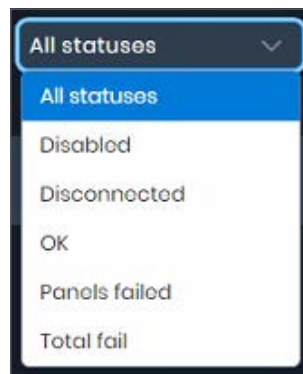 All statuses
All statuses
Disabled
Disconnected
OK
Panels failed
Total fail